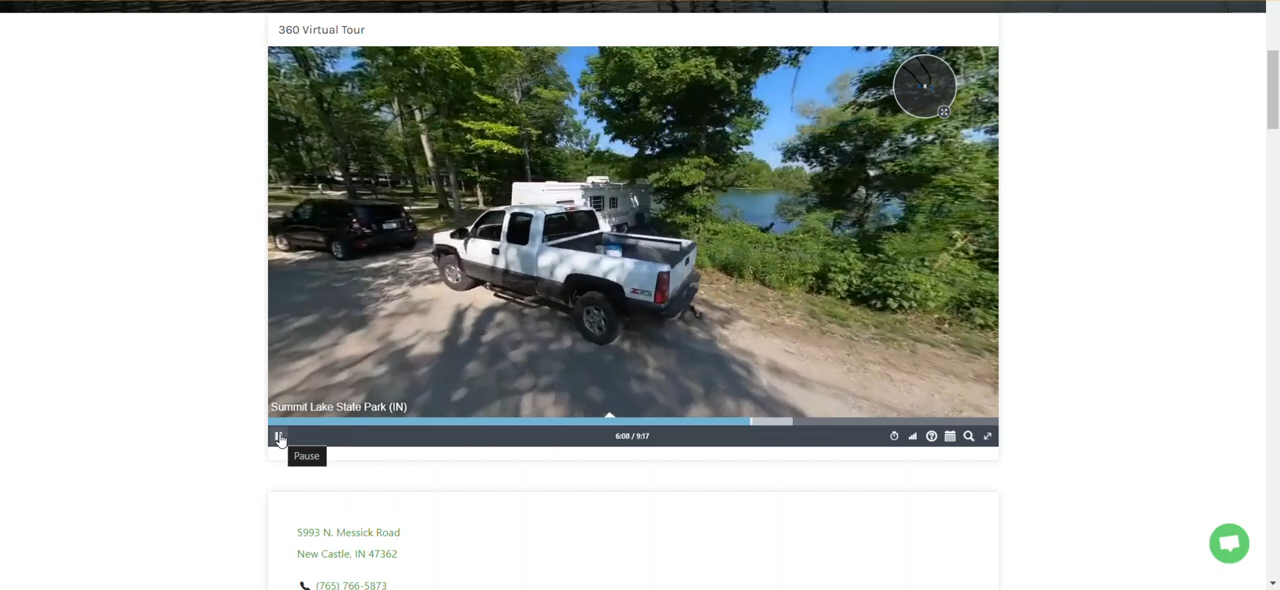 360 Virtual Tour
Summit Lake State Park (IN)
6:08 / 9:17
Pause
5993 N. Messick Road
New Castle, IN 47362
(765) 766-5873